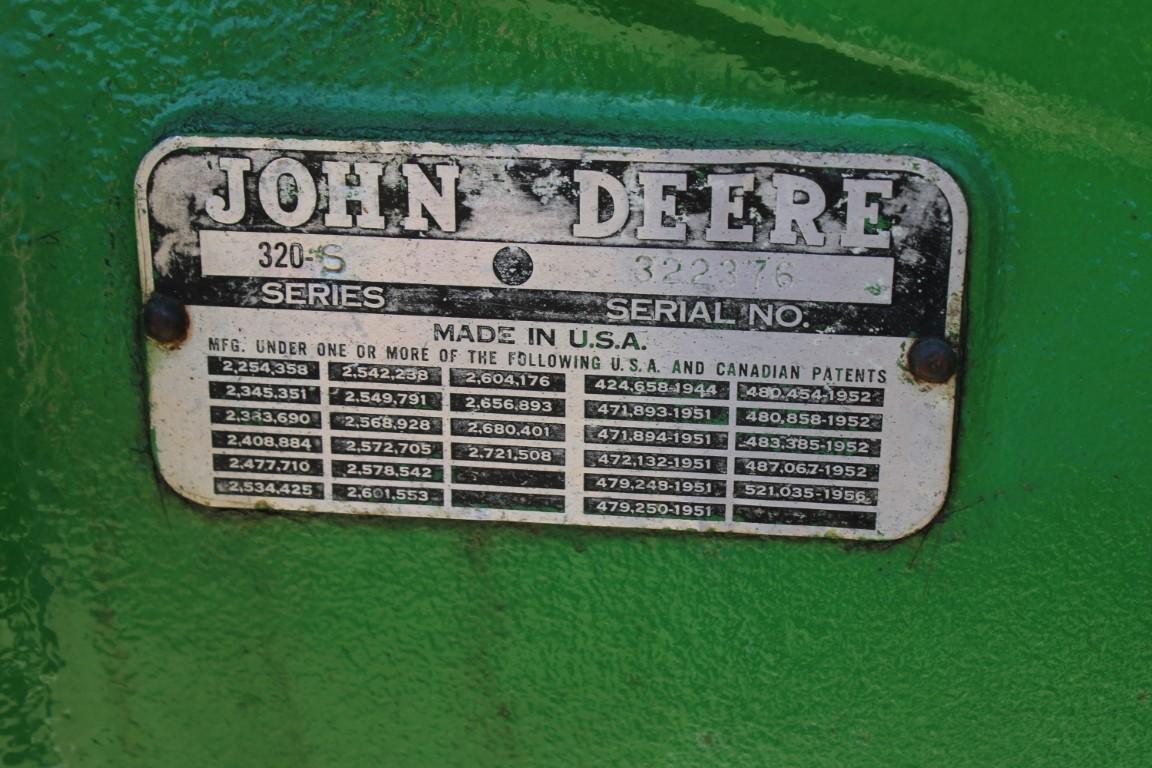 JOHN DEERE
320-S 322376
SERIES SERIAL NO.
MADE IN U.S.A.
MFG. UNDER ONE OR MORE OF THE FOLLOWING U.S.A. AND CANADIAN PATENTS
2,254,358 2,542,238 2,604,176 424,658-1944 480,454-1952
2,345,351 2,549,791 2,656,893 471,893-1951 480,858-1952
2,383,690 2,568,928 2,680,401 471,894-1951 483,385-1952
2,408,884 2,572,705 2,721,508 472,132-1951 487,067-1952
2,477,710 2,578,542 479,248-1951 521,035-1956
2,534,425 2,601,553 479,250-1951